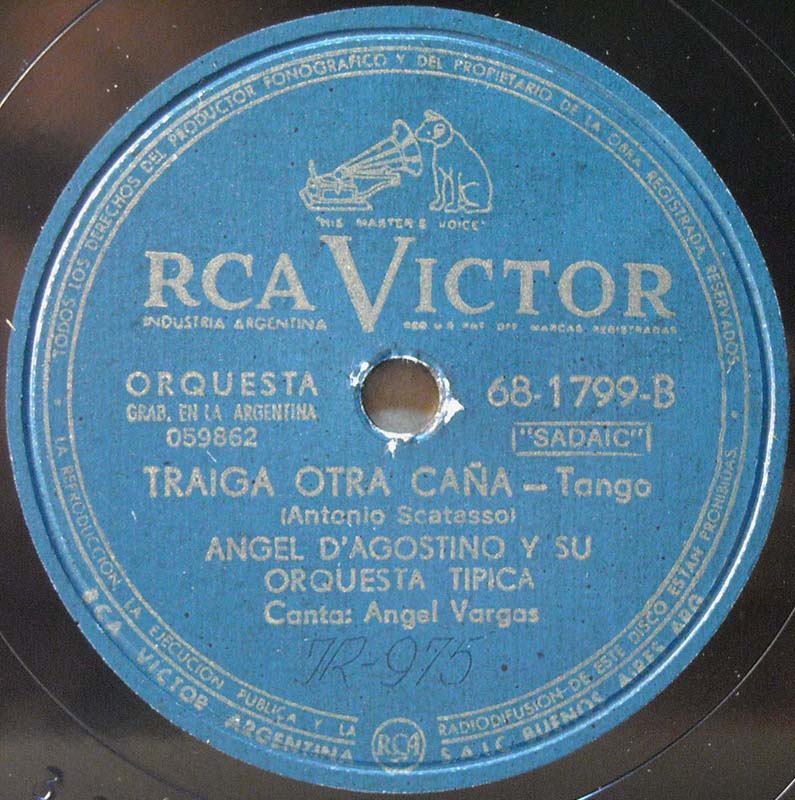 TODOS LOS DERECHOS DEL PRODUCTOR FONOGRAFICO Y DEL PROPIETARIO DE LA OBRA REGISTRADA RESERVADOS
"HIS MASTER'S VOICE"
RCA VICTOR
INDUSTRIA ARGENTINA
REG. U.S. PAT. OFF. MARCAS REGISTRADAS
ORQUESTA
GRAB. EN LA ARGENTINA
059862
68-1799-B
"SADAIC"
TRAIGA OTRA CAÑA - Tango
(Antonio Scatasso)
ANGEL D'AGOSTINO Y SU
ORQUESTA TIPICA
Canta: Angel Vargas
JR-975
LA REPRODUCCION, LA EJECUCION PUBLICA Y LA RADIODIFUSION DE ESTE DISCO ESTAN PROHIBIDAS
RCA VICTOR ARGENTINA RCA S.A.I.C. BUENOS AIRES ARG